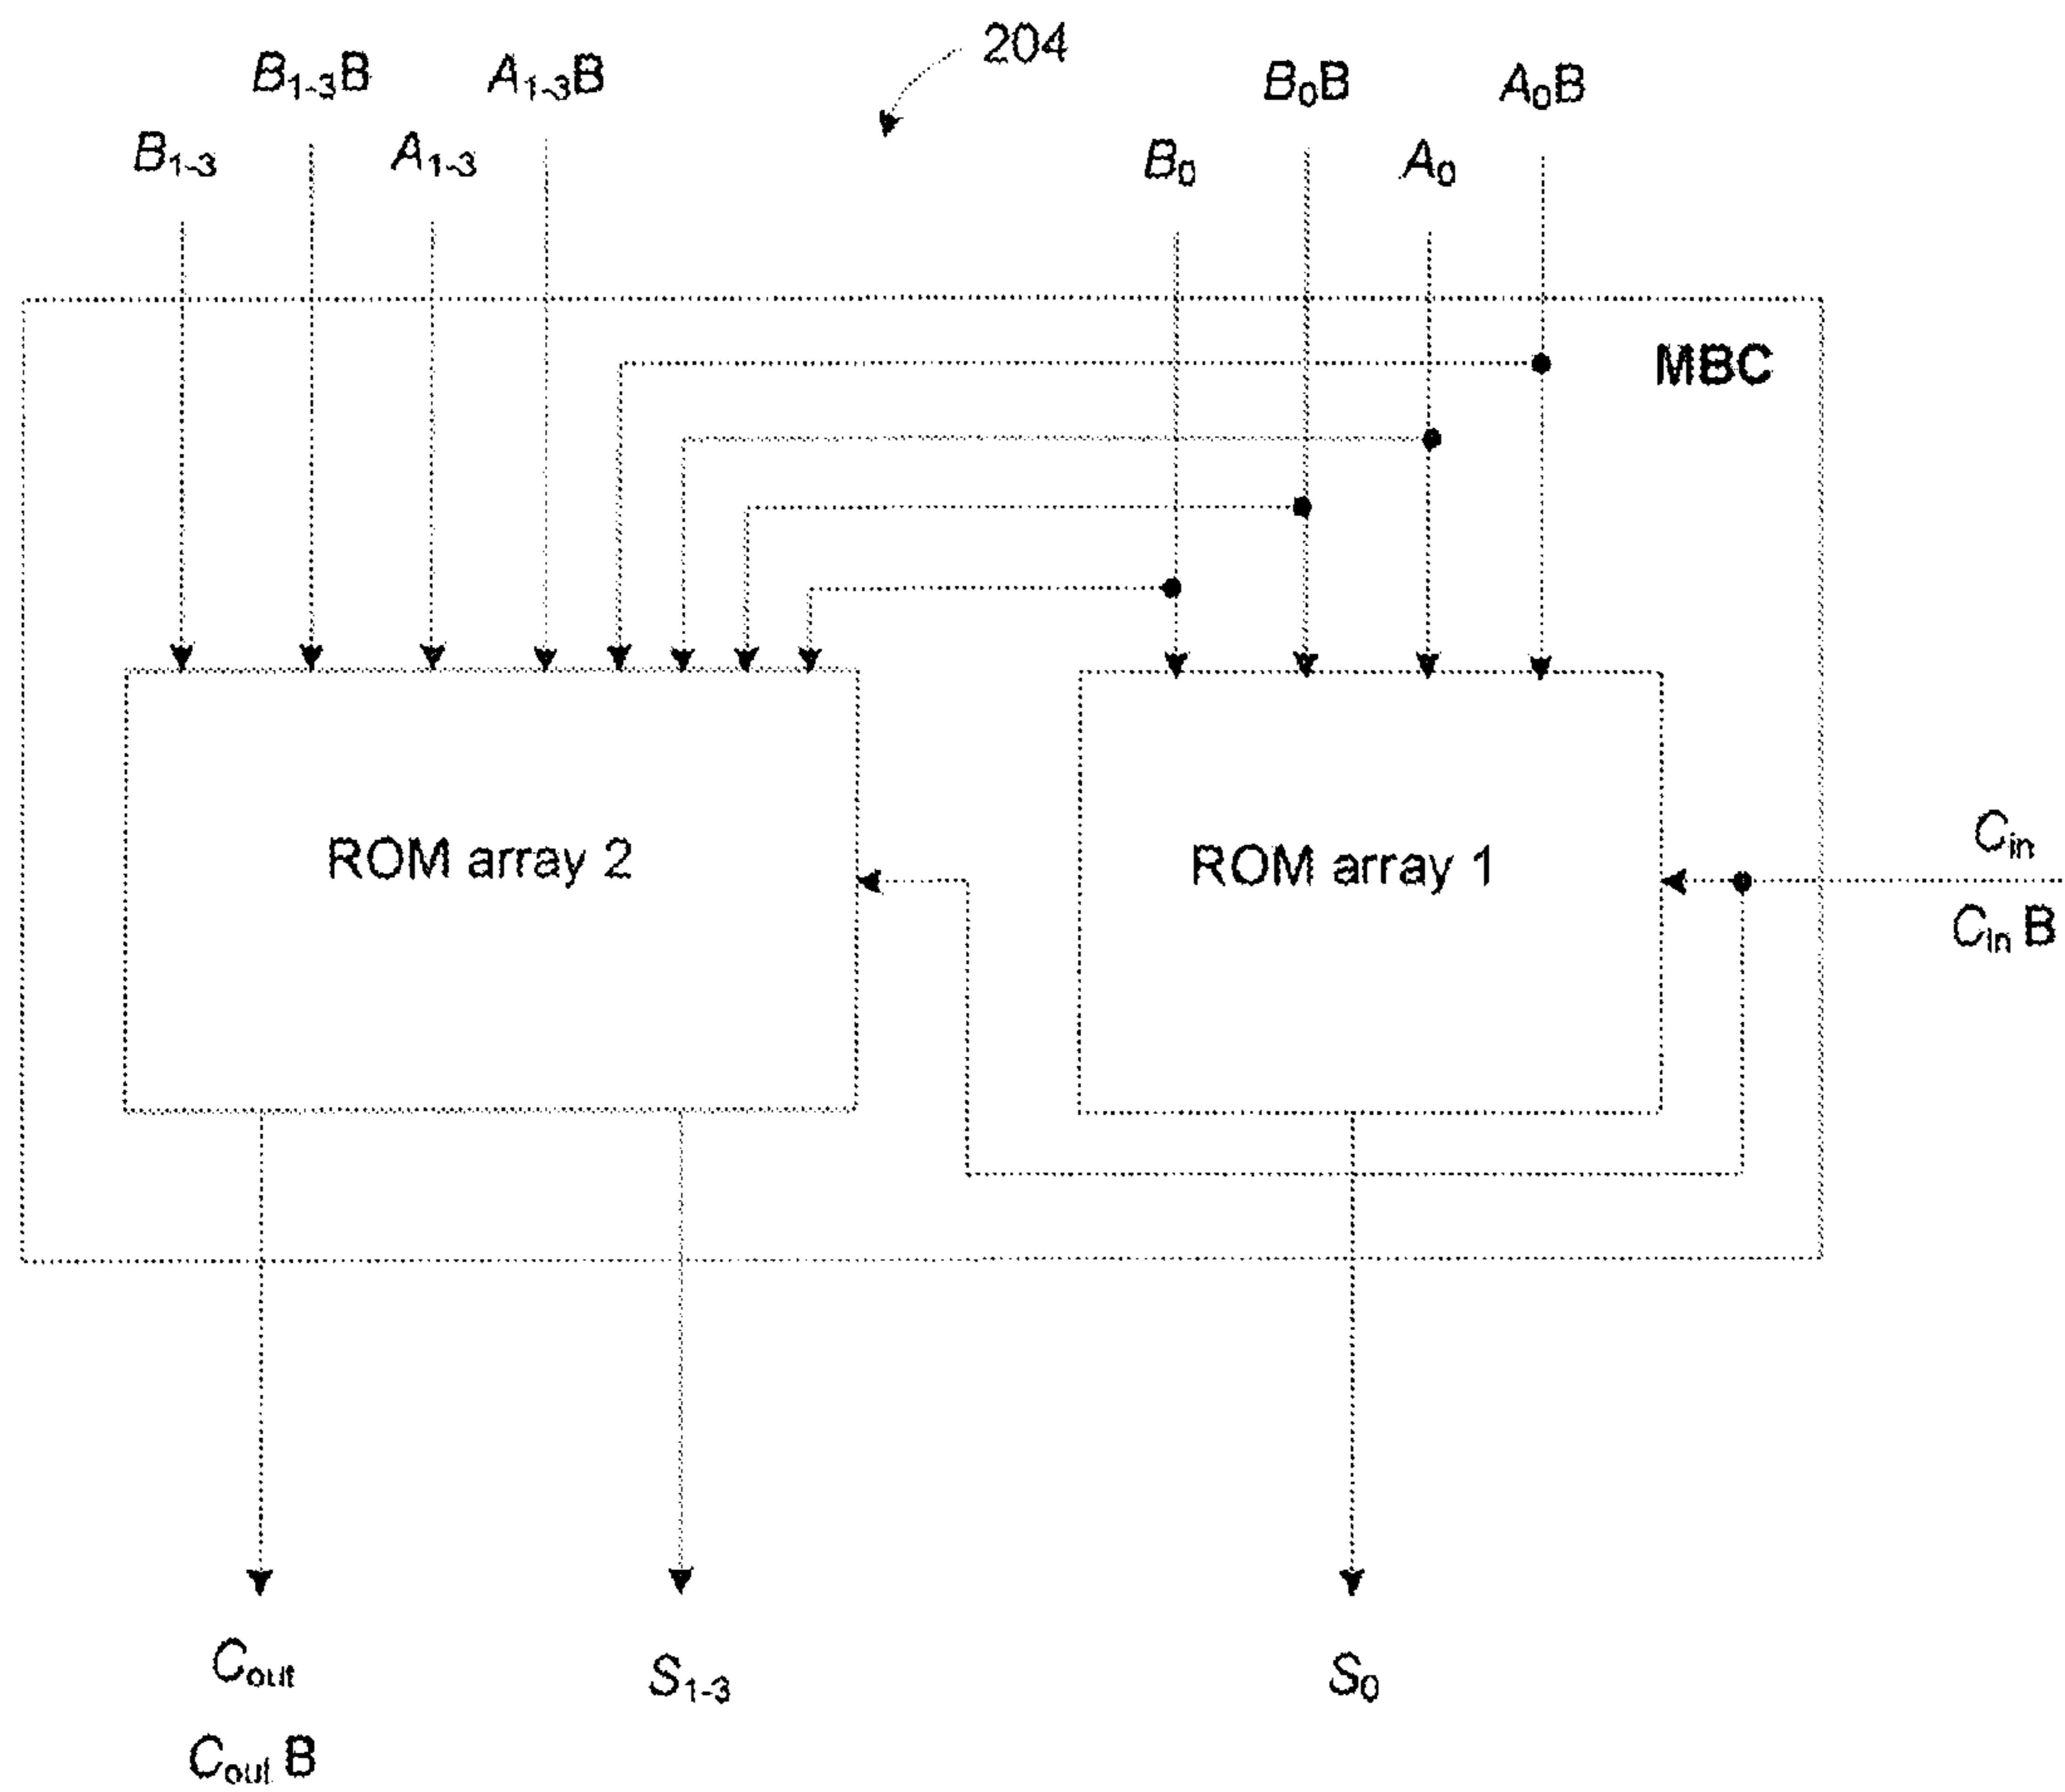 204
B₁₋₃B A₁₋₃B B₀B A₀B
B₁₋₃ A₁₋₃ B₀ A₀
MBC
ROM array 2 ROM array 1
Cᵢₙ
Cᵢₙ B
Cₒᵤₜ S₁₋₃ S₀
Cₒᵤₜ B